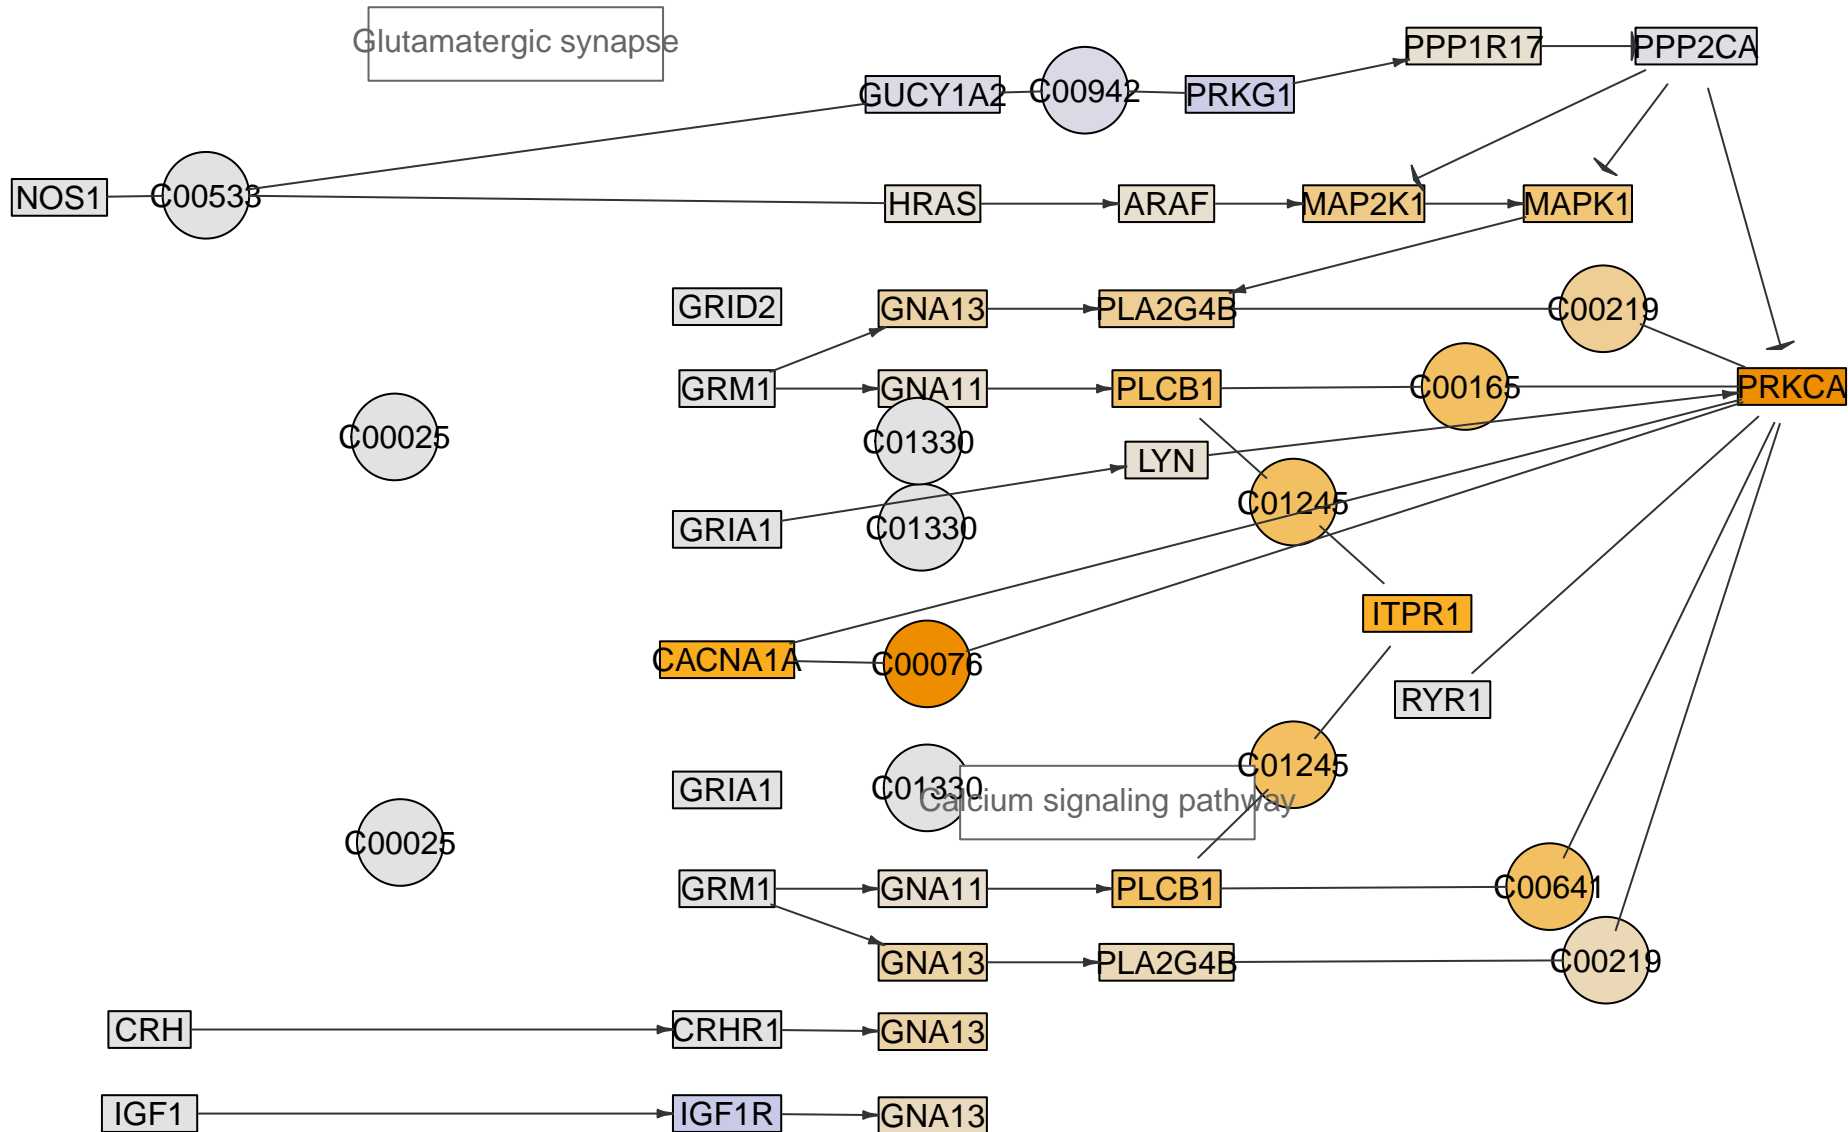 Glutamatergic synapse
PPP1R17
PPP2CA
GUCY1A2
C00942
PRKG1
NOS1
C00533
HRAS
ARAF
MAP2K1
MAPK1
GRID2
GNA13
PLA2G4B
C00219
GRM1
GNA11
PLCB1
C00165
PRKCA
C00025
C01330
LYN
C01245
GRIA1
C01330
ITPR1
CACNA1A
C00076
RYR1
C01245
GRIA1
C01330
Calcium signaling pathway
C00025
GRM1
GNA11
PLCB1
C00641
GNA13
PLA2G4B
C00219
CRH
CRHR1
GNA13
IGF1
IGF1R
GNA13